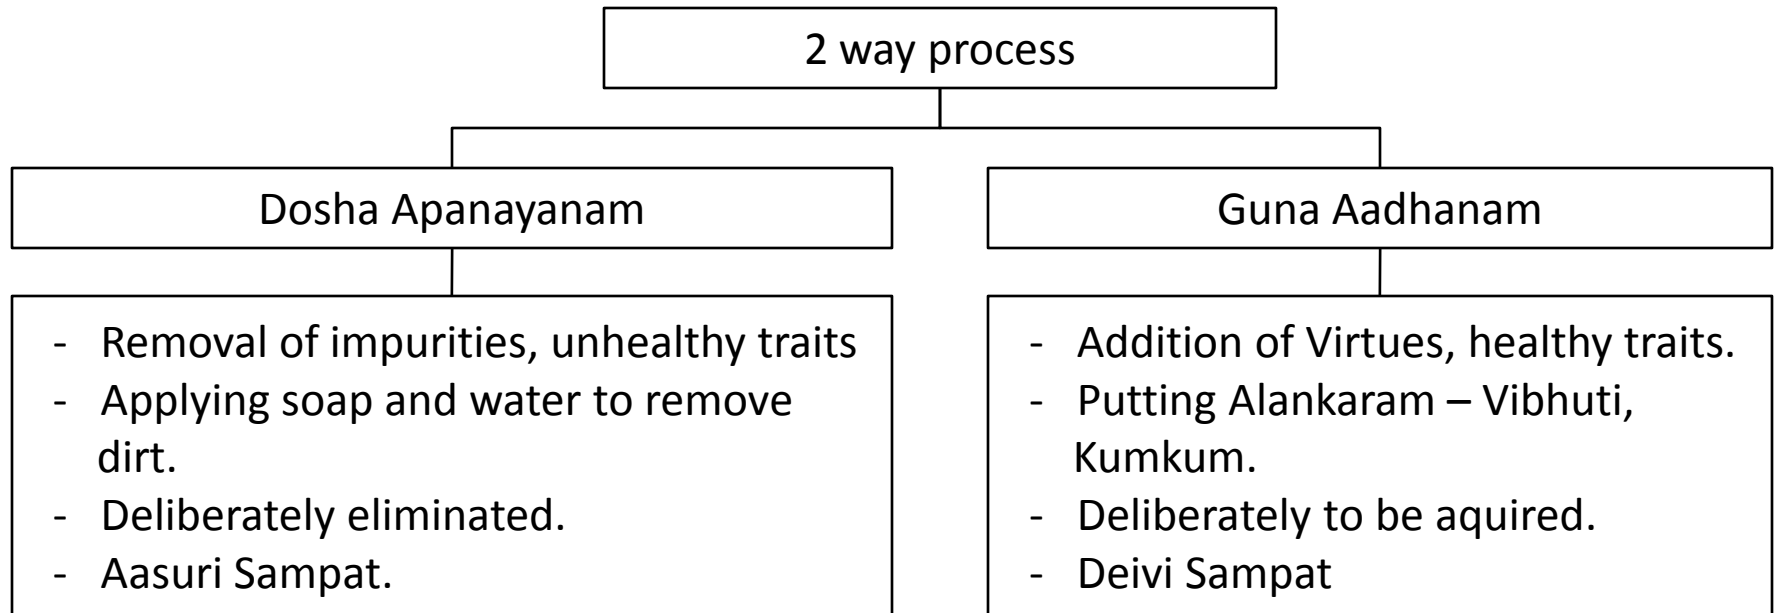 2 way process
Dosha Apanayanam
- Removal of impurities, unhealthy traits
- Applying soap and water to remove
dirt.
- Deliberately eliminated.
- Aasuri Sampat.
Guna Aadhanam
- Addition of Virtues, healthy traits.
- Putting Alankaram – Vibhuti,
Kumkum.
- Deliberately to be aquired.
- Deivi Sampat